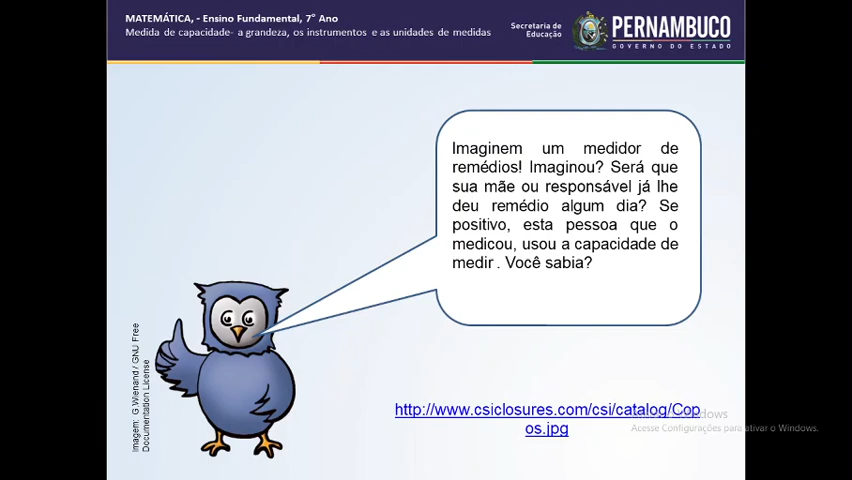 MATEMÁTICA, - Ensino Fundamental, 7º Ano
Medida de capacidade- a grandeza, os instrumentos e as unidades de medidas
Secretaria de
Educação
PERNAMBUCO
GOVERNO DO ESTADO
Imaginem um medidor de
remédios! Imaginou? Será que
sua mãe ou responsável já lhe
deu remédio algum dia? Se
positivo, esta pessoa que o
medicou, usou a capacidade de
medir . Você sabia?
Imagem: G.Wienand / GNU Free
Documentation License
http://www.csiclosures.com/csi/catalog/Cop
os.jpg
Acesse Configurações para ativar o Windows.